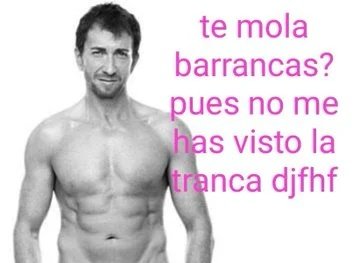 te mola
barrancas?
pues no me
has visto la
tranca djfhf